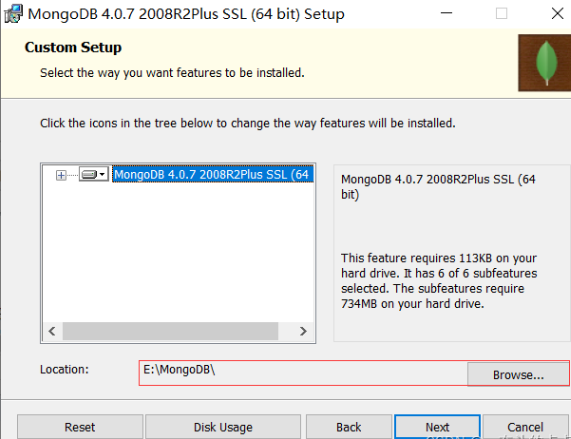 MongoDB 4.0.7 2008R2Plus SSL (64 bit) Setup
Custom Setup
Select the way you want features to be installed.
Click the icons in the tree below to change the way features will be installed.
MongoDB 4.0.7 2008R2Plus SSL (64
MongoDB 4.0.7 2008R2Plus SSL (64
bit)
This feature requires 113KB on your
hard drive. It has 6 of 6 subfeatures
selected. The subfeatures require
734MB on your hard drive.
Location:
E:\MongoDB\
Browse...
Reset
Disk Usage
Back
Next
Cancel